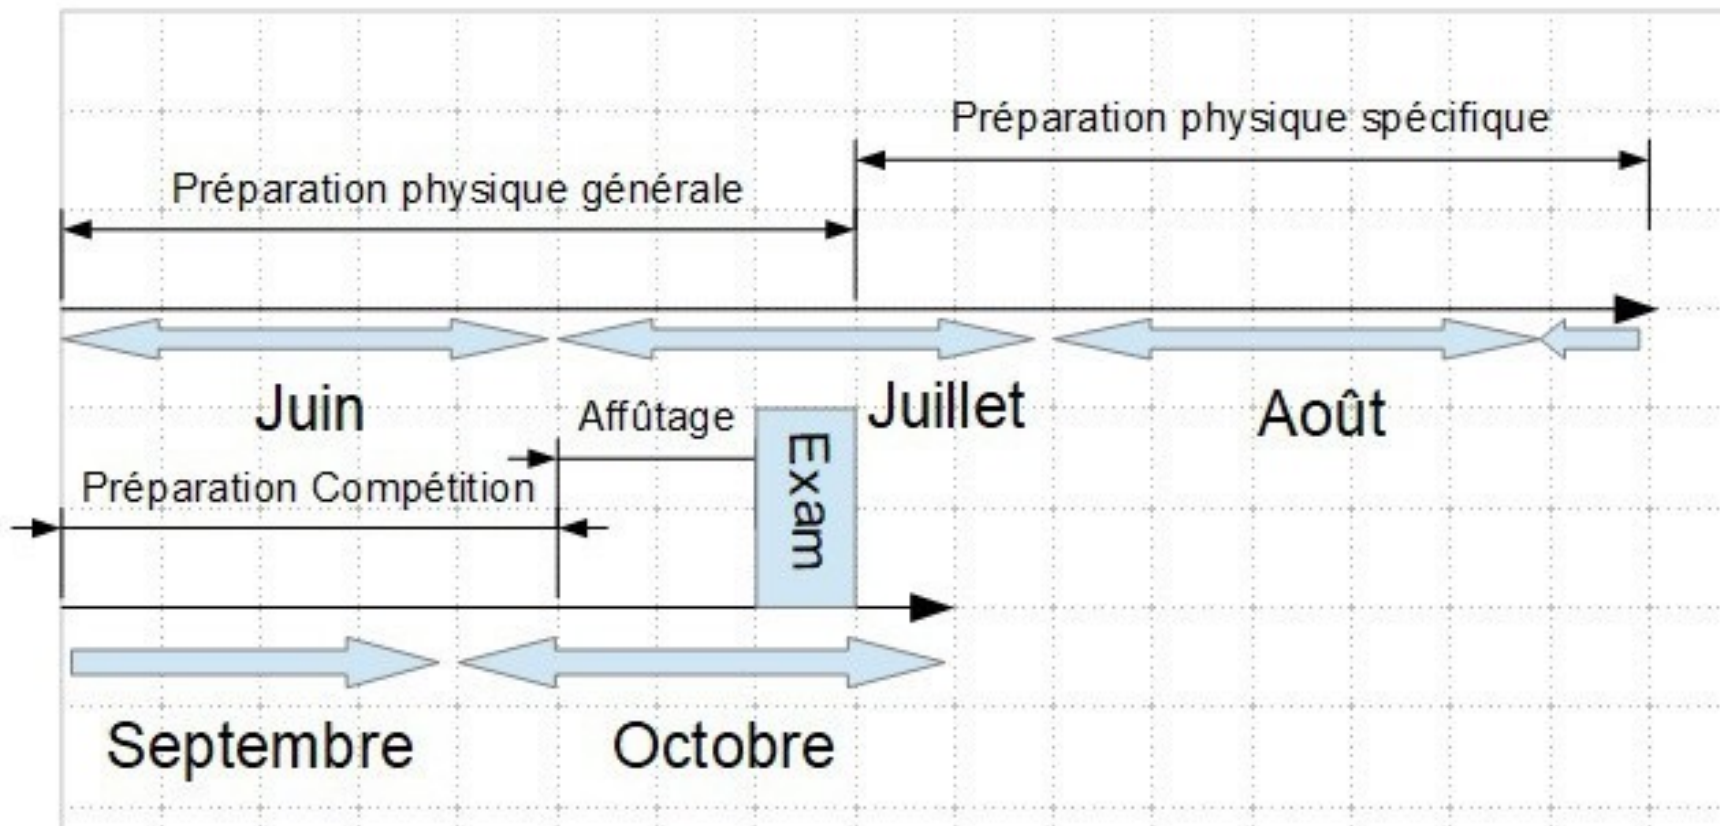 Préparation physique spécifique
Préparation physique générale
Juin
Juillet
Août
Affûtage
Exam
Préparation Compétition
Septembre
Octobre